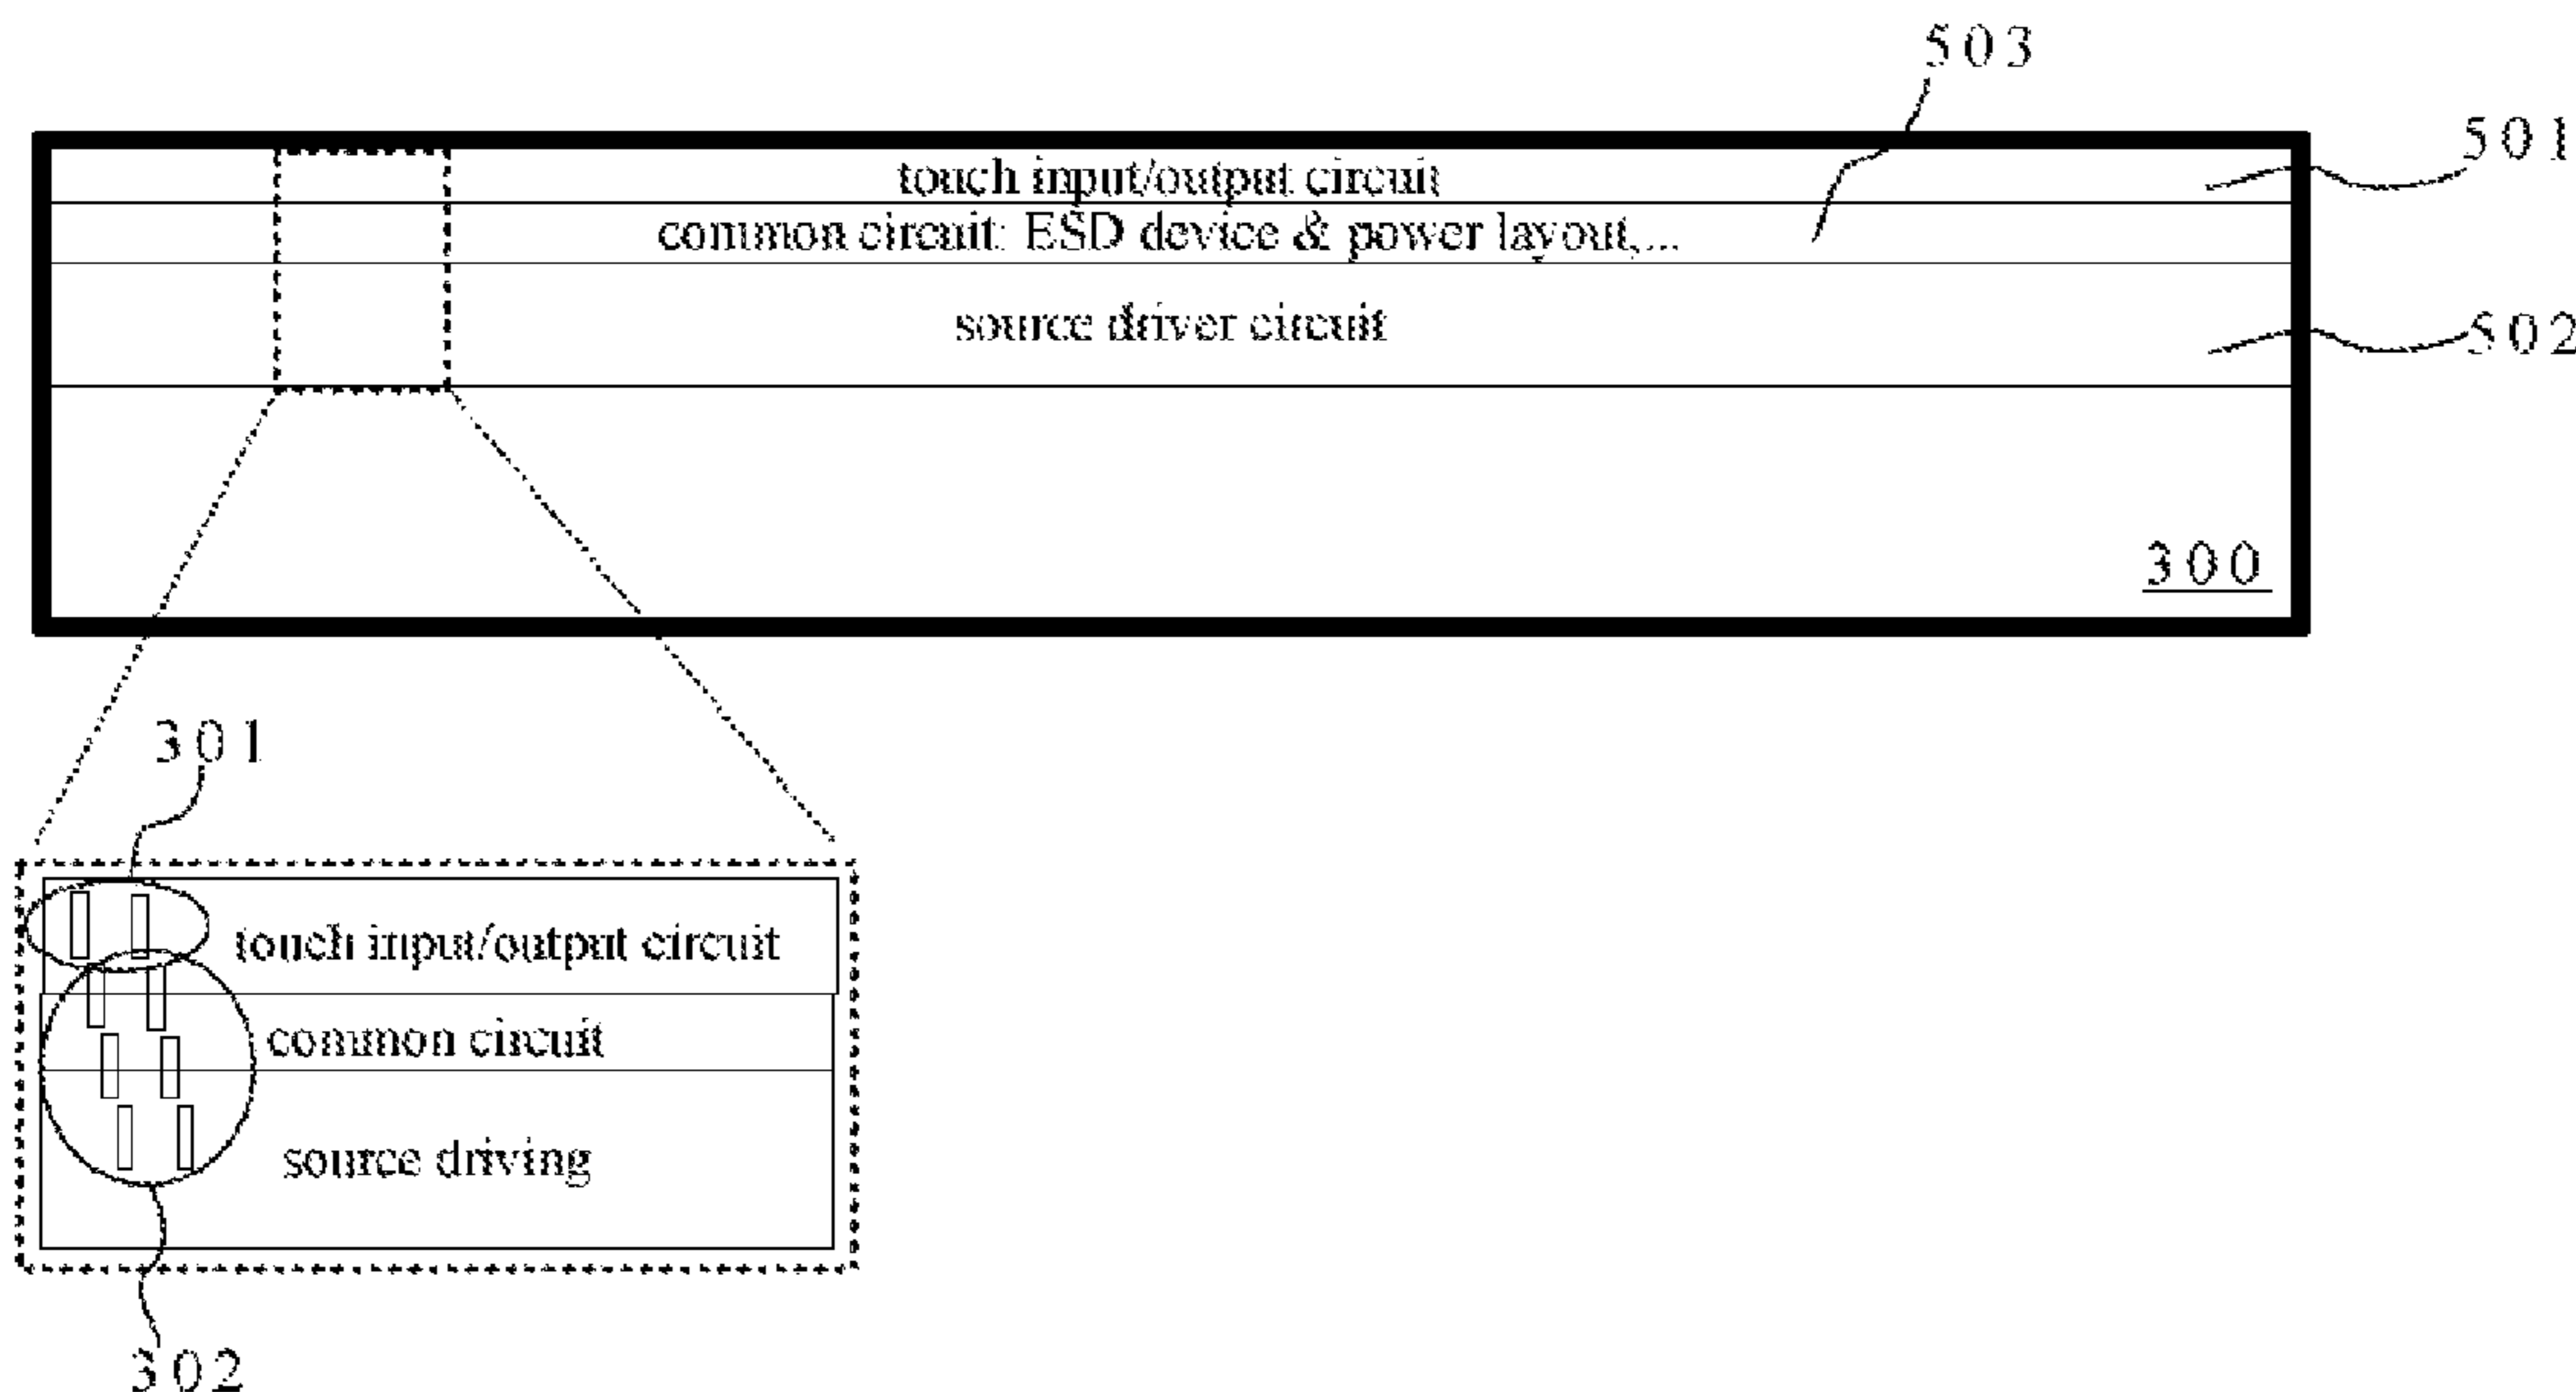 503
501
touch input/output circuit
common circuit: ESD device & power layout,...
source driver circuit
502
300
301
touch input/output circuit
common circuit
source driving
302